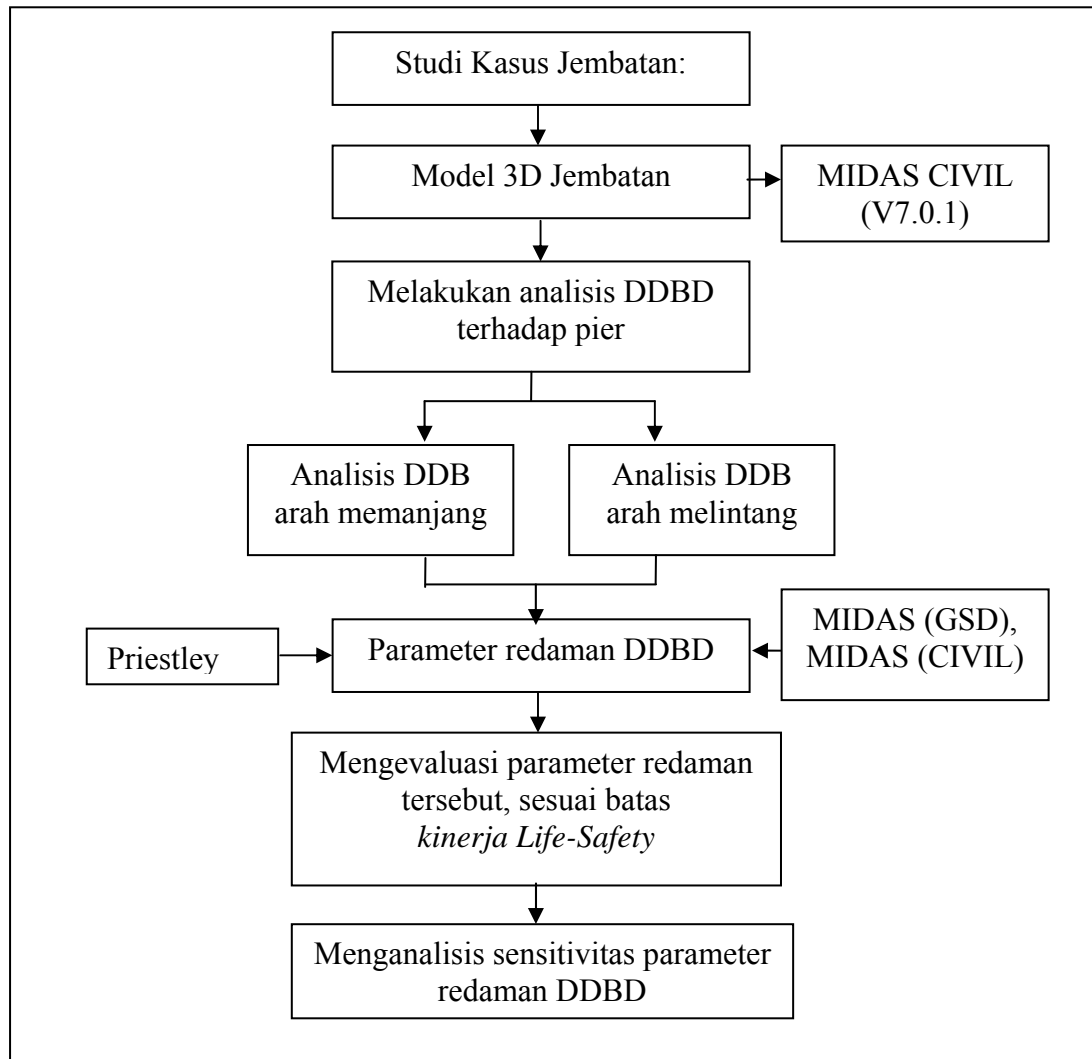 Studi Kasus Jembatan:
Model 3D Jembatan
MIDAS CIVIL
(V7.0.1)
Melakukan analisis DDBD
terhadap pier
Analisis DDB
arah memanjang
Analisis DDB
arah melintang
Priestley
Parameter redaman DDBD
MIDAS (GSD),
MIDAS (CIVIL)
Mengevaluasi parameter redaman
tersebut, sesuai batas
kinerja Life-Safety
Menganalisis sensitivitas parameter
redaman DDBD